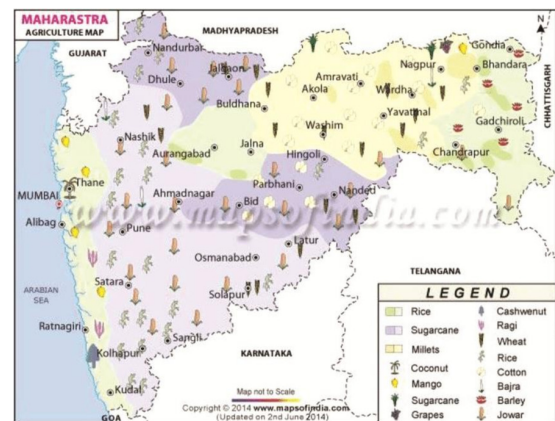 MAHARASTRA
AGRICULTURE MAP
MADHYAPRADESH
GUJARAT
Nandurbar
Gondia
Jalgaon
Nagpur
Bhandara
Dhule
Amravati
Akola
Wardha
Buldhana
CHHATTISGARH
Yavatmal
Washim
Gadchiroli
Nashik
Jalna
Aurangabad
Hingoli
Chandrapur
Parbhani
Thane
Nanded
MUMBAI
Ahmadnagar
Bid
www.mapsofindia.com
Alibag
Pune
Latur
Osmanabad
TELANGANA
ARABIAN
SEA
Satara
Solapur
Ratnagiri
Sangli
KARNATAKA
Kolhapur
Kudal
GOA
Map not to Scale
Copyright © 2014 www.mapsofindia.com
(Updated on 2nd June 2014)
LEGEND
Rice
Sugarcane
Millets
Coconut
Mango
Sugarcane
Grapes
Cashwenut
Ragi
Wheat
Rice
Cotton
Bajra
Barley
Jowar